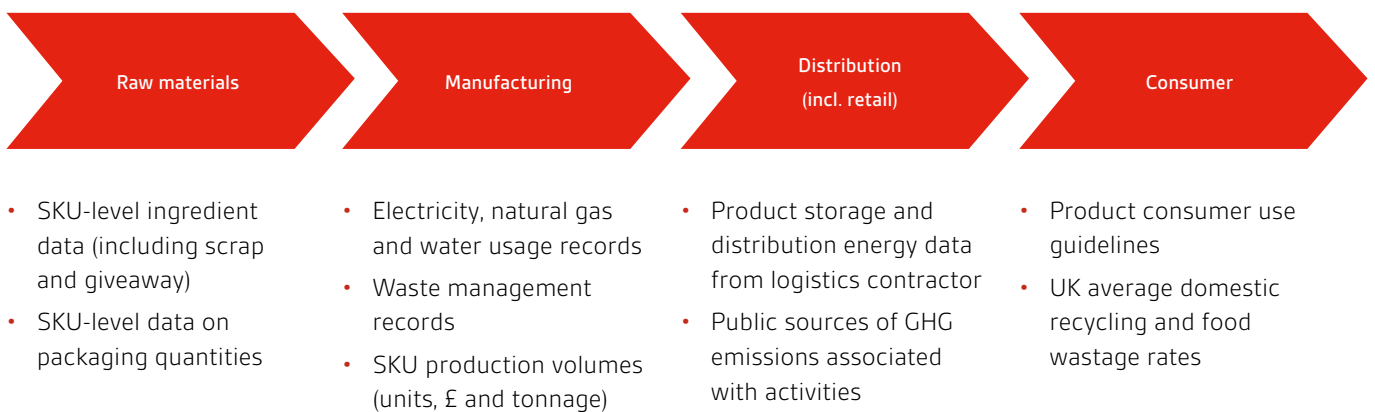 Raw materials
Manufacturing
Distribution
(incl. retail)
Consumer
• SKU-level ingredient
data (including scrap
and giveaway)
• SKU-level data on
packaging quantities
• Electricity, natural gas
and water usage records
• Waste management
records
• SKU production volumes
(units, £ and tonnage)
• Product storage and
distribution energy data
from logistics contractor
• Public sources of GHG
emissions associated
with activities
• Product consumer use
guidelines
• UK average domestic
recycling and food
wastage rates